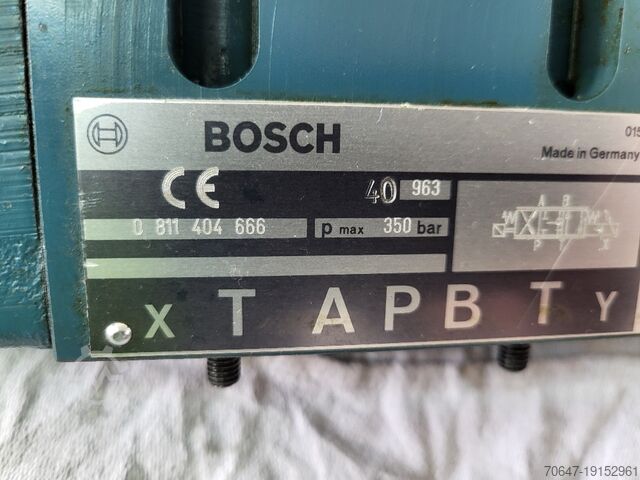 BOSCH
015
Made in Germany
CE
40 963
0 811 404 666
p max 350 bar
X T A P B T Y
70647-19152961